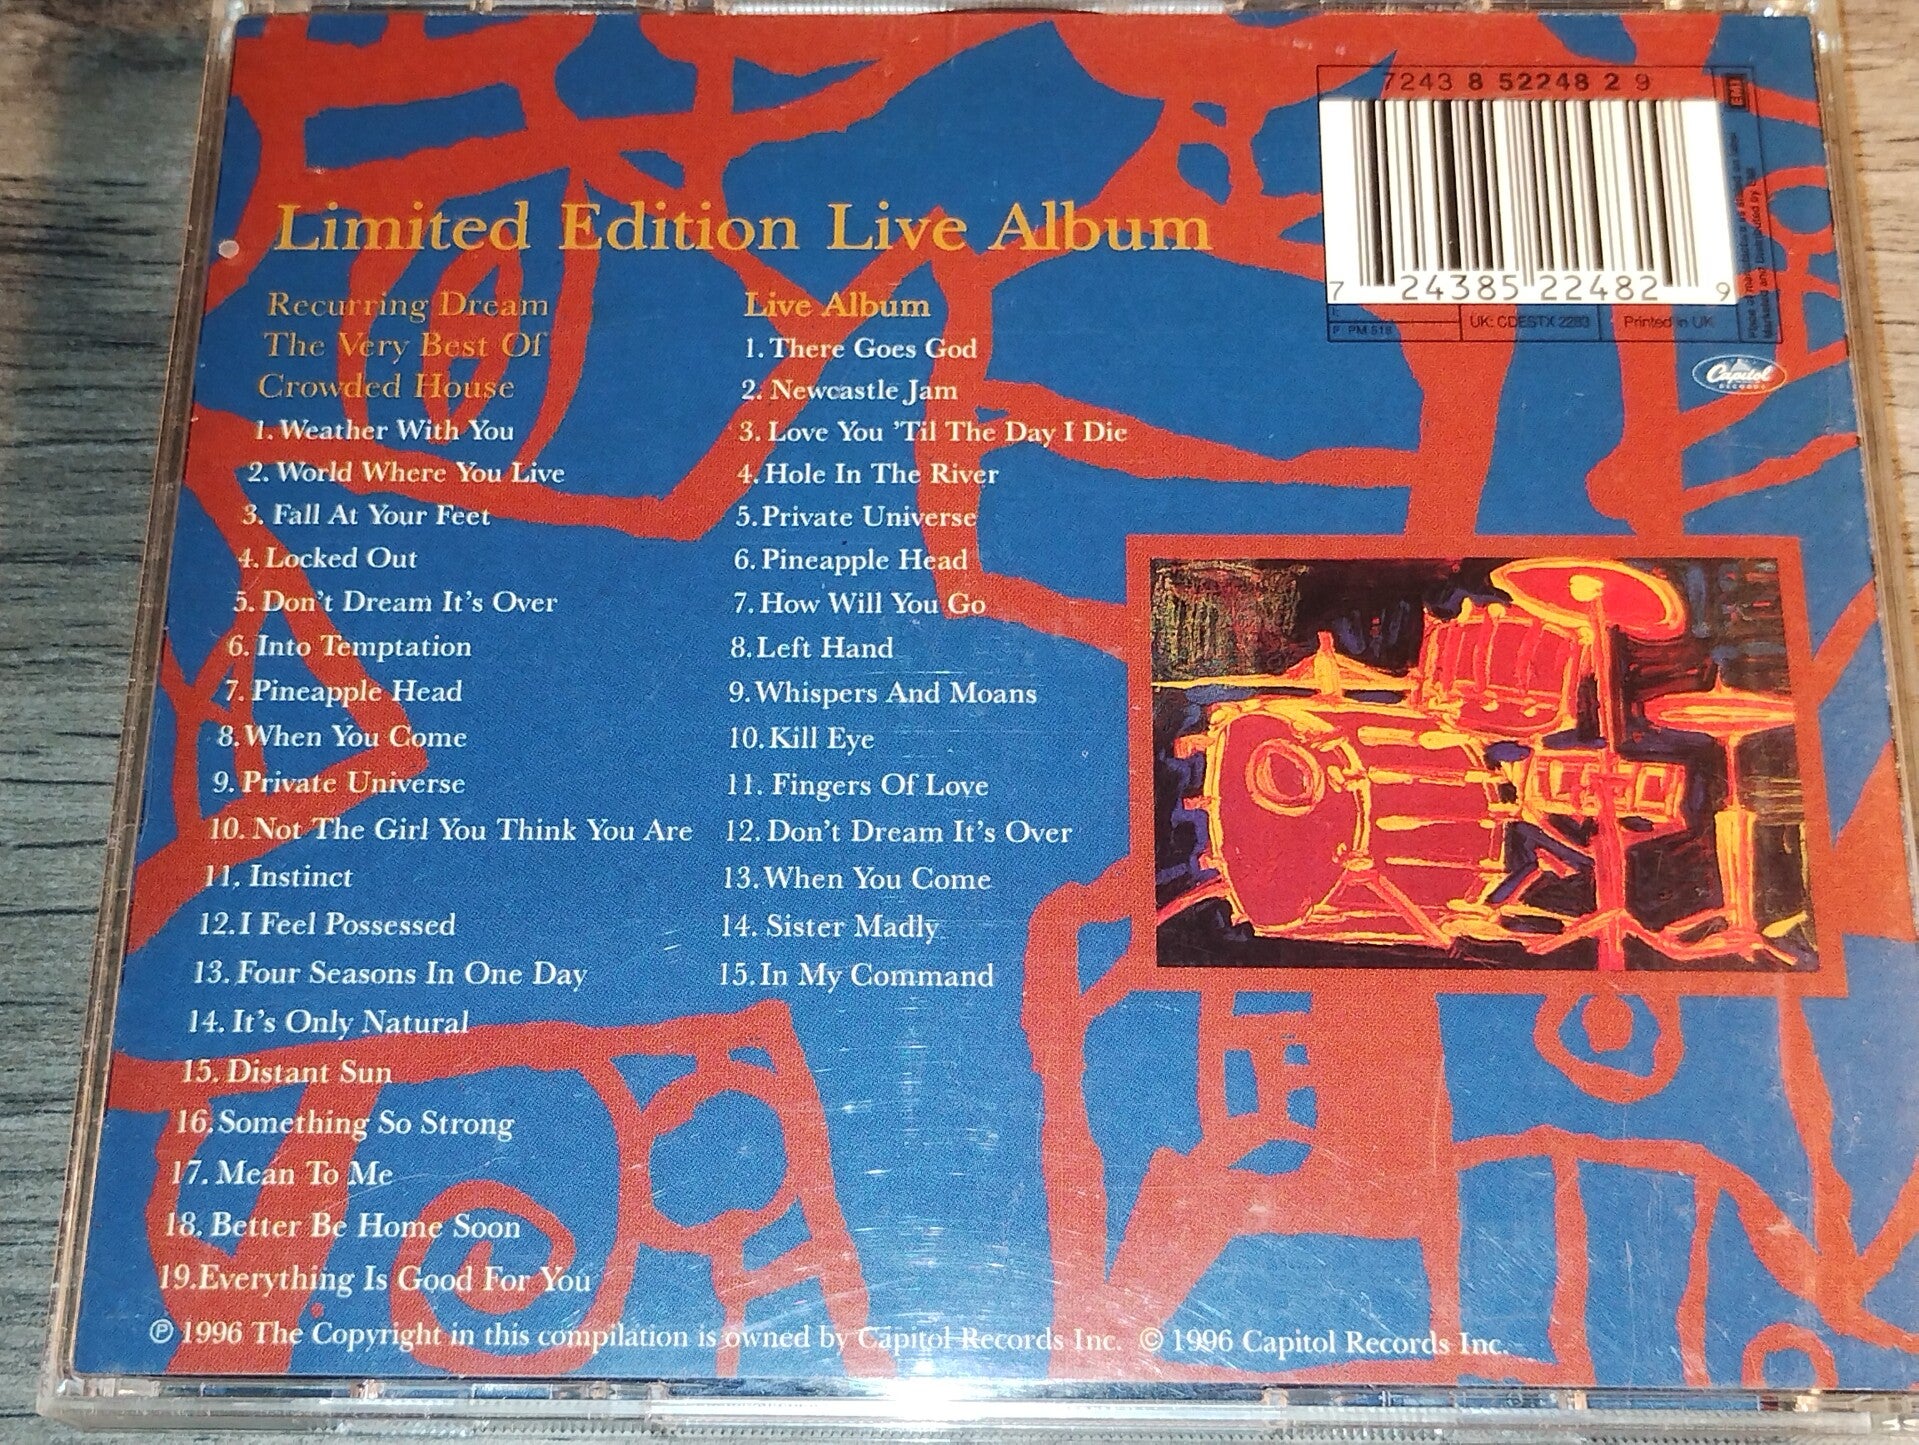 7243 8 52248 2 9
EMI
7 24385 22482 9
P: PM 518
UK: CDESTX 2283
Printed in UK
Capitol
RECORDS
Limited Edition Live Album
Recurring Dream
The Very Best Of
Crowded House
1. Weather With You
2. World Where You Live
3. Fall At Your Feet
4. Locked Out
5. Don't Dream It's Over
6. Into Temptation
7. Pineapple Head
8. When You Come
9. Private Universe
10. Not The Girl You Think You Are
11. Instinct
12. I Feel Possessed
13. Four Seasons In One Day
14. It's Only Natural
15. Distant Sun
16. Something So Strong
17. Mean To Me
18. Better Be Home Soon
19. Everything Is Good For You
Live Album
1. There Goes God
2. Newcastle Jam
3. Love You 'Til The Day I Die
4. Hole In The River
5. Private Universe
6. Pineapple Head
7. How Will You Go
8. Left Hand
9. Whispers And Moans
10. Kill Eye
11. Fingers Of Love
12. Don't Dream It's Over
13. When You Come
14. Sister Madly
15. In My Command
℗ 1996 The Copyright in this compilation is owned by Capitol Records Inc. © 1996 Capitol Records Inc.